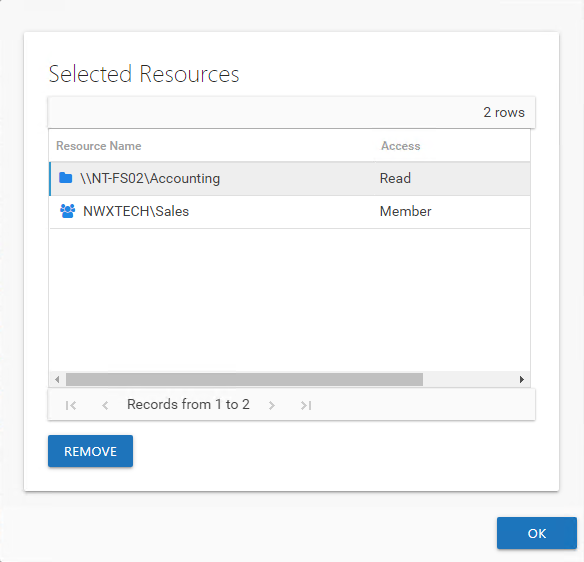 Selected Resources
2 rows
Resource Name Access
\\NT-FS02\Accounting Read
NWXTECH\Sales Member
Records from 1 to 2
REMOVE
OK